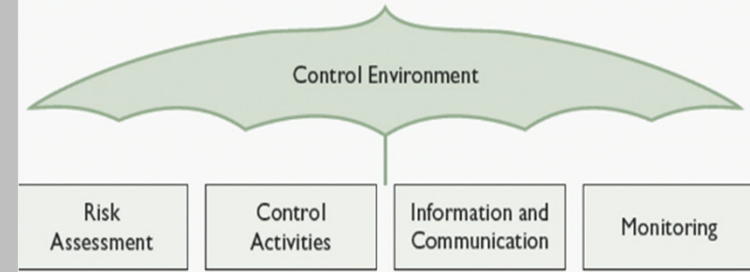 Control Environment
Risk
Assessment
Control
Activities
Information and
Communication
Monitoring